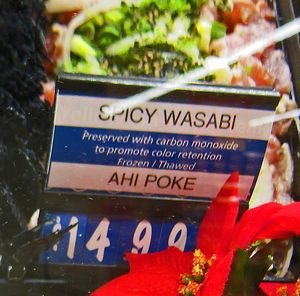 SPICY WASABI
Preserved with carbon monoxide
to promote color retention
Frozen / Thawed
AHI POKE
$14 99